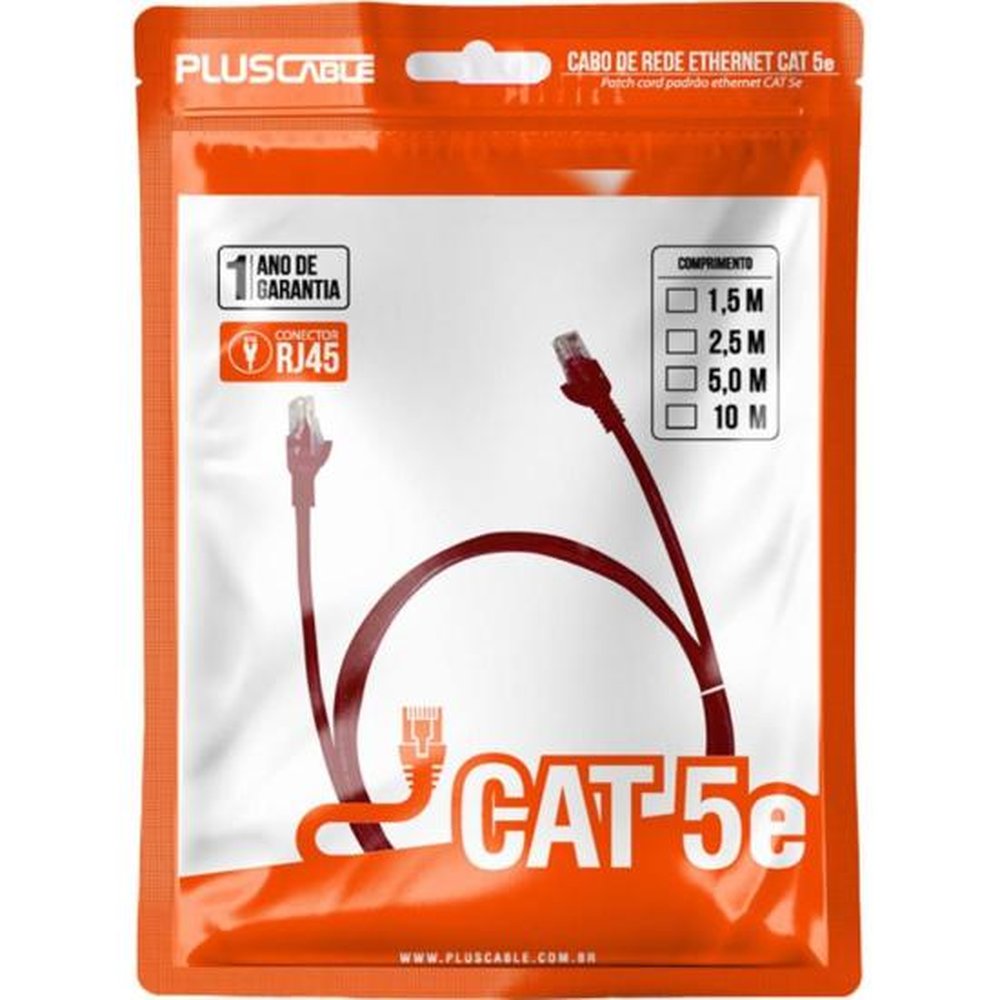 PLUSCABLE
CABO DE REDE ETHERNET CAT 5e
Patch cord padrão ethernet CAT 5e
1 ANO DE
GARANTIA
CONECTOR
RJ45
COMPRIMENTO
1,5 M
2,5 M
5,0 M
10 M
CAT 5e
WWW.PLUSCABLE.COM.BR